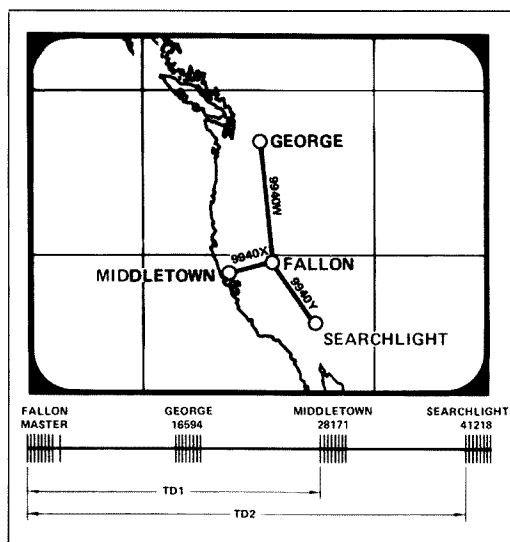 GEORGE
9940W
9940X
FALLON
MIDDLETOWN
9940Y
SEARCHLIGHT
FALLON
MASTER
GEORGE
16594
MIDDLETOWN
28171
SEARCHLIGHT
41218
TD1
TD2